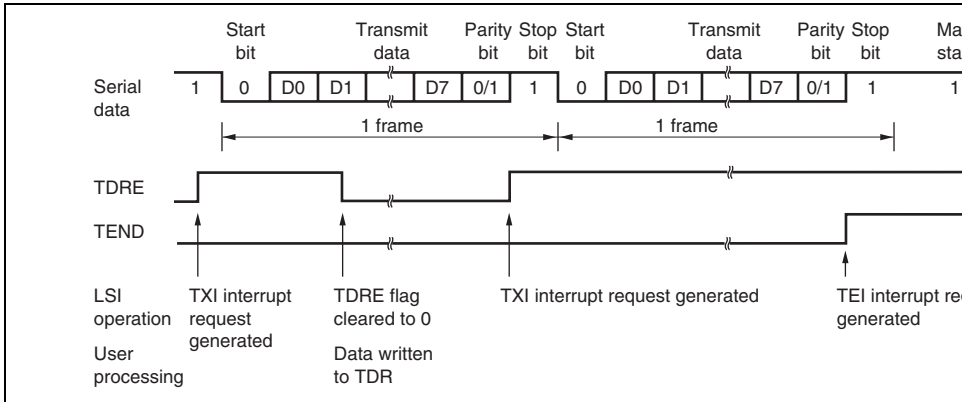 Start bit
Transmit data
Parity bit
Stop bit
Start bit
Transmit data
Parity bit
Stop bit
Serial data
1 0 D0 D1 D7 0/1 1 0 D0 D1 D7 0/1 1 1
1 frame
1 frame
TDRE
TEND
LSI operation
TXI interrupt request generated
TDRE flag cleared to 0
TXI interrupt request generated
TEI interrupt
generated
User processing
Data written to TDR